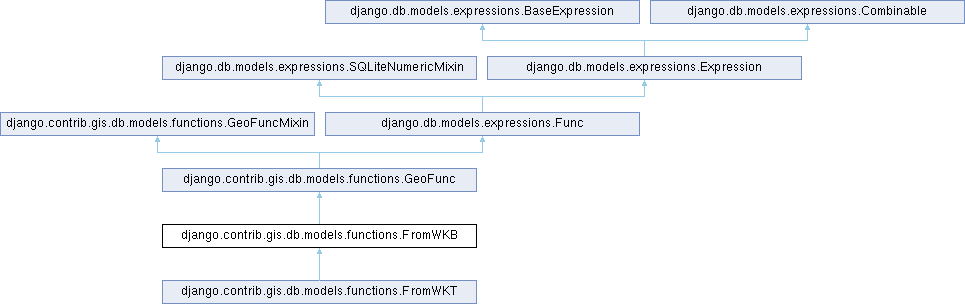 django.db.models.expressions.BaseExpression
django.db.models.expressions.Combinable
django.db.models.expressions.SQLiteNumericMixin
django.db.models.expressions.Expression
django.contrib.gis.db.models.functions.GeoFuncMixin
django.db.models.expressions.Func
django.contrib.gis.db.models.functions.GeoFunc
django.contrib.gis.db.models.functions.FromWKB
django.contrib.gis.db.models.functions.FromWKT